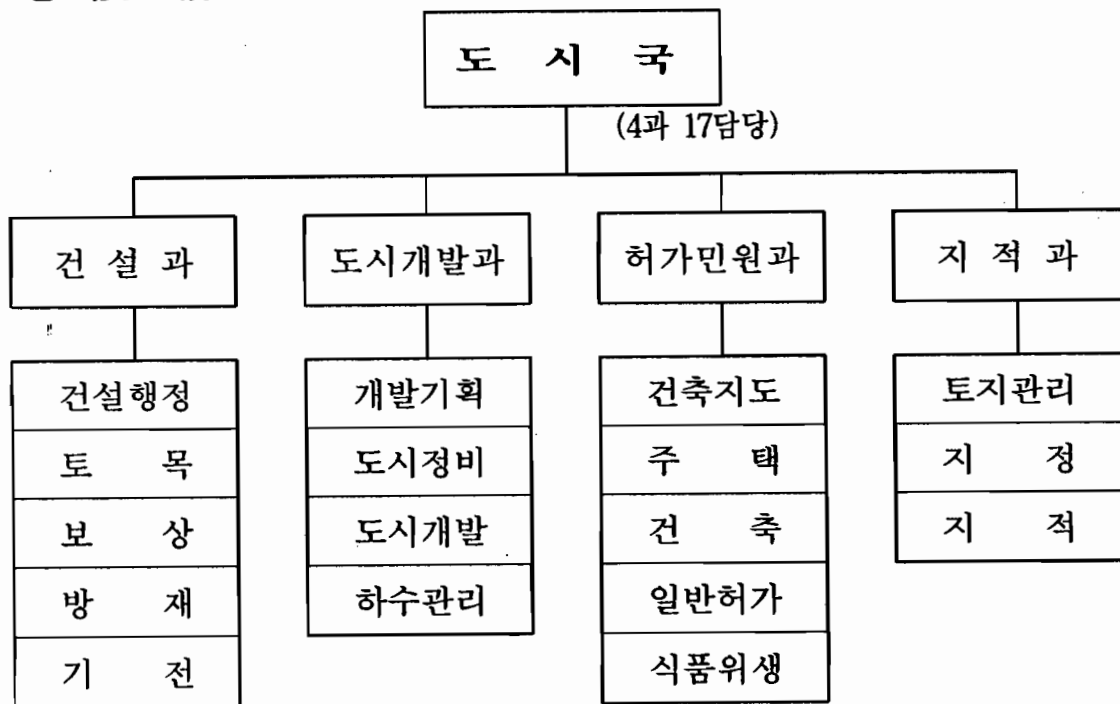 도 시 국
(4과 17담당)
건 설 과
도시개발과
허가민원과
지 적 과
건설행정
토 목
보 상
방 재
기 전
개발기획
도시정비
도시개발
하수관리
건축지도
주 택
건 축
일반허가
식품위생
토지관리
지 정
지 적